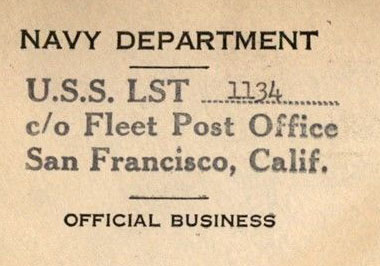 NAVY DEPARTMENT
U.S.S. LST 1134
c/o Fleet Post Office
San Francisco, Calif.
OFFICIAL BUSINESS